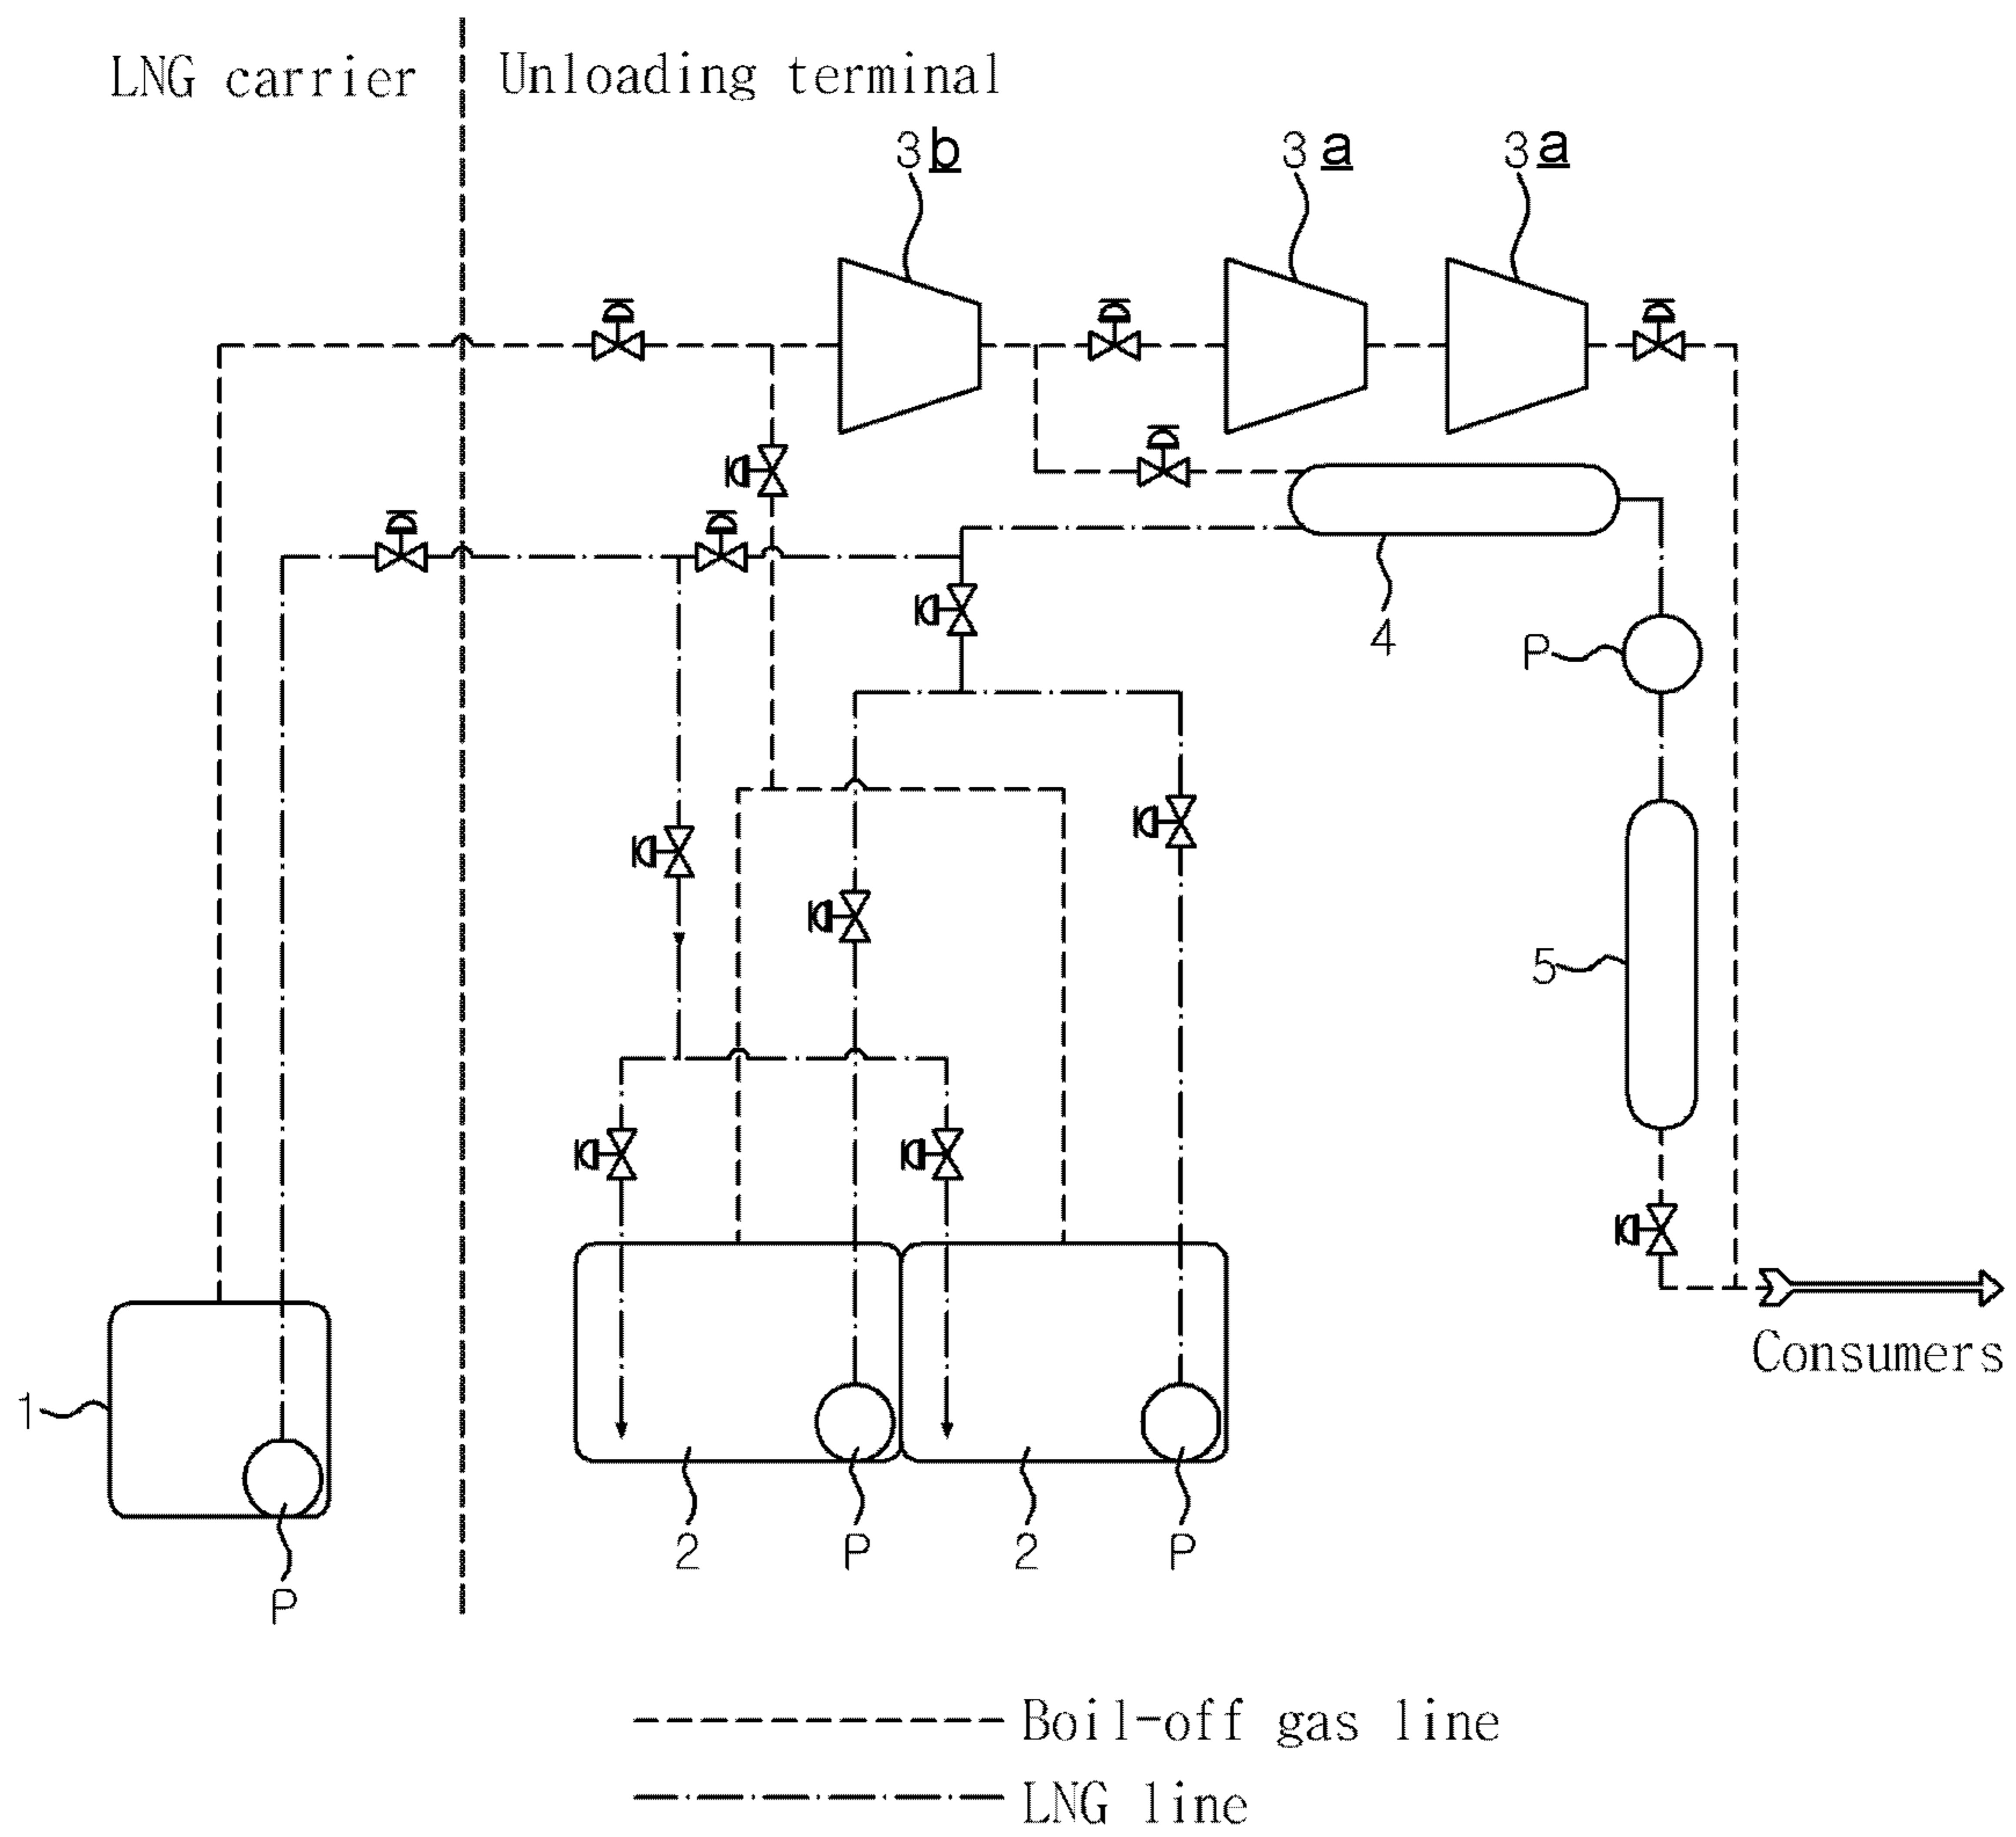 LNG carrier
Unloading terminal
3b
3a
3a
4
P
5
Consumers
1
2
P
2
P
P
Boil-off gas line
LNG line